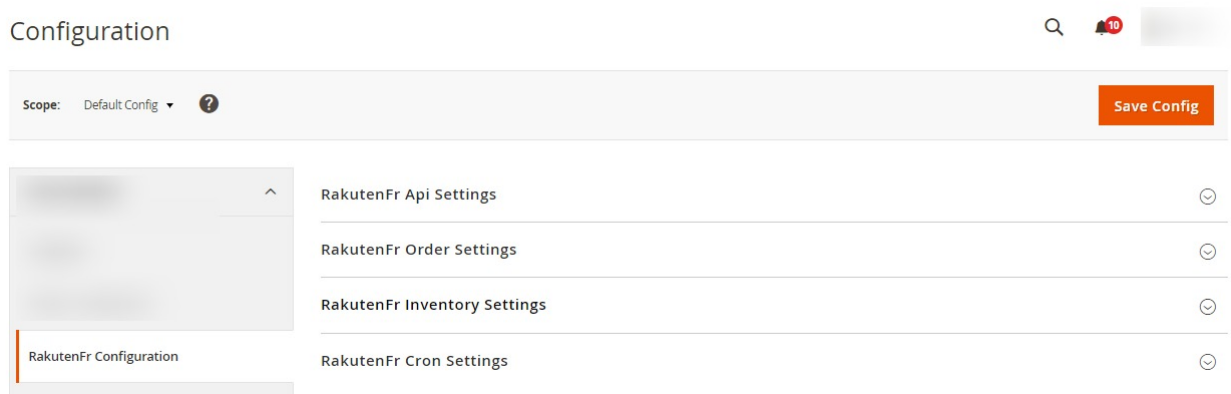 Configuration
10
Scope: Default Config ?
Save Config
RakutenFr Api Settings
RakutenFr Order Settings
RakutenFr Inventory Settings
RakutenFr Configuration
RakutenFr Cron Settings